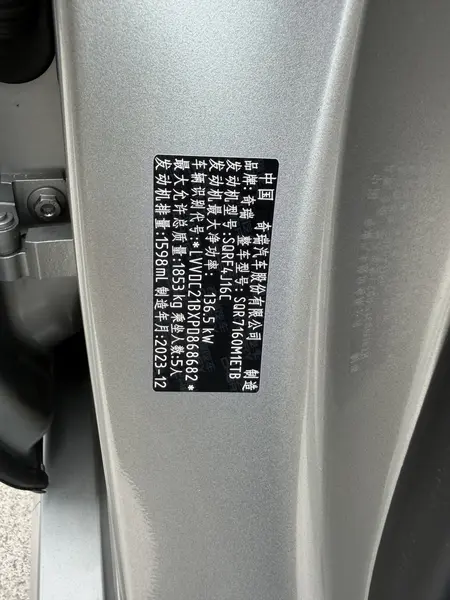 中国 奇瑞汽车股份有限公司 制造
品牌:奇瑞 整车型号:SQR7160M1ETB
发动机型号:SQRF4J16C
发动机最大净功率: 136.5 kW
车辆识别代号:*LVVDC21BXPD868682*
最大允许总质量:1853 kg 乘坐人数:5人
发动机排量:1598mL 制造年月:2023-12